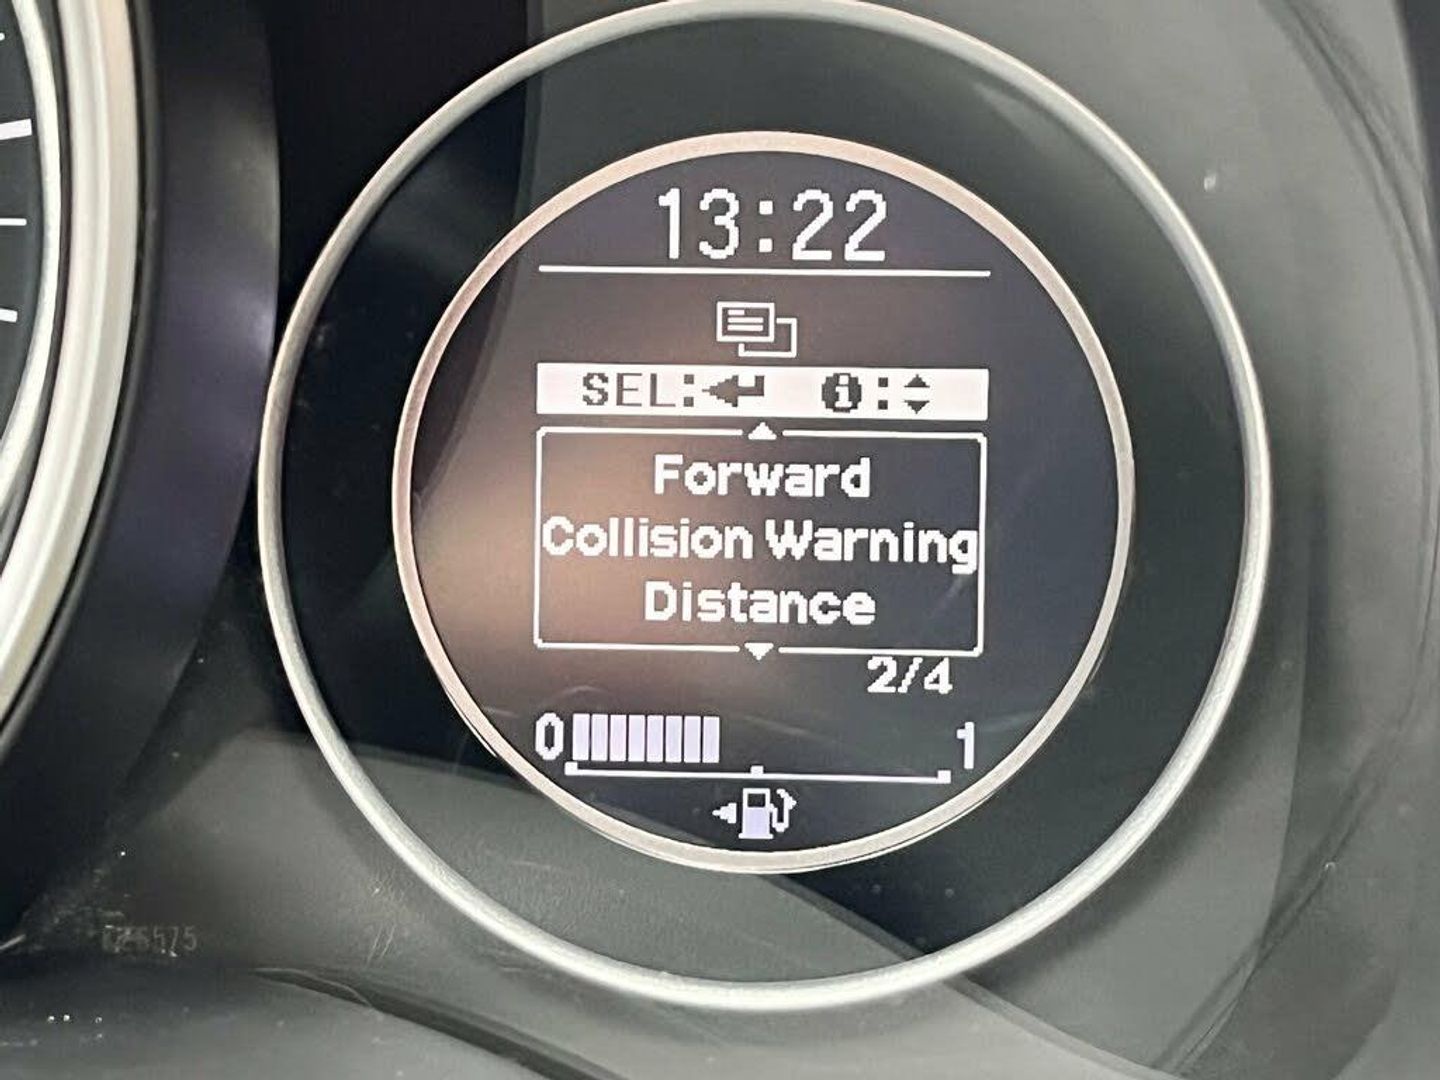 13:22
SEL: i:
Forward
Collision Warning
Distance
2/4
0 1